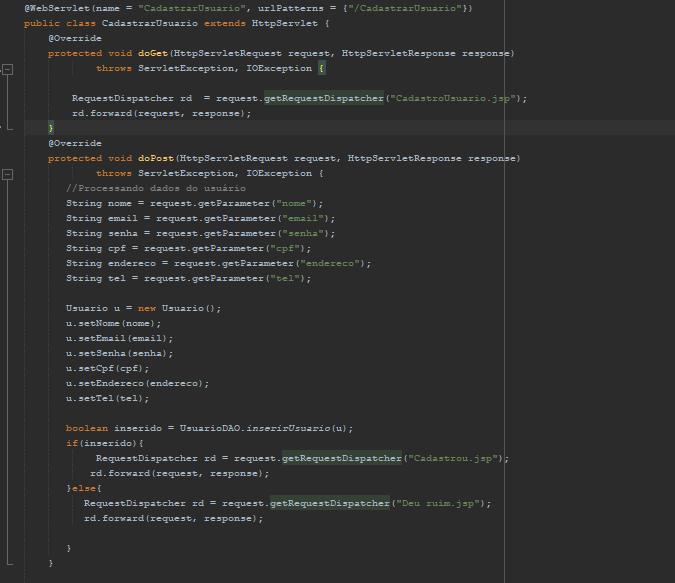 @WebServlet(name = "CadastrarUsuario", urlPatterns = {"/CadastrarUsuario"})
public class CadastrarUsuario extends HttpServlet {
    @Override
    protected void doGet(HttpServletRequest request, HttpServletResponse response)
            throws ServletException, IOException {

        RequestDispatcher rd  = request.getRequestDispatcher("CadastroUsuario.jsp");
        rd.forward(request, response);
    }
    @Override
    protected void doPost(HttpServletRequest request, HttpServletResponse response)
            throws ServletException, IOException {
       //Processando dados do usuário
       String nome = request.getParameter("nome");
       String email = request.getParameter("email");
       String senha = request.getParameter("senha");
       String cpf = request.getParameter("cpf");
       String endereco = request.getParameter("endereco");
       String tel = request.getParameter("tel");

       Usuario u = new Usuario();
       u.setNome(nome);
       u.setEmail(email);
       u.setSenha(senha);
       u.setCpf(cpf);
       u.setEndereco(endereco);
       u.setTel(tel);

       boolean inserido = UsuarioDAO.inserirUsuario(u);
       if(inserido){
            RequestDispatcher rd = request.getRequestDispatcher("Cadastrou.jsp");
           rd.forward(request, response);
       }else{
          RequestDispatcher rd = request.getRequestDispatcher("Deu ruim.jsp");
          rd.forward(request, response);

       }
    }